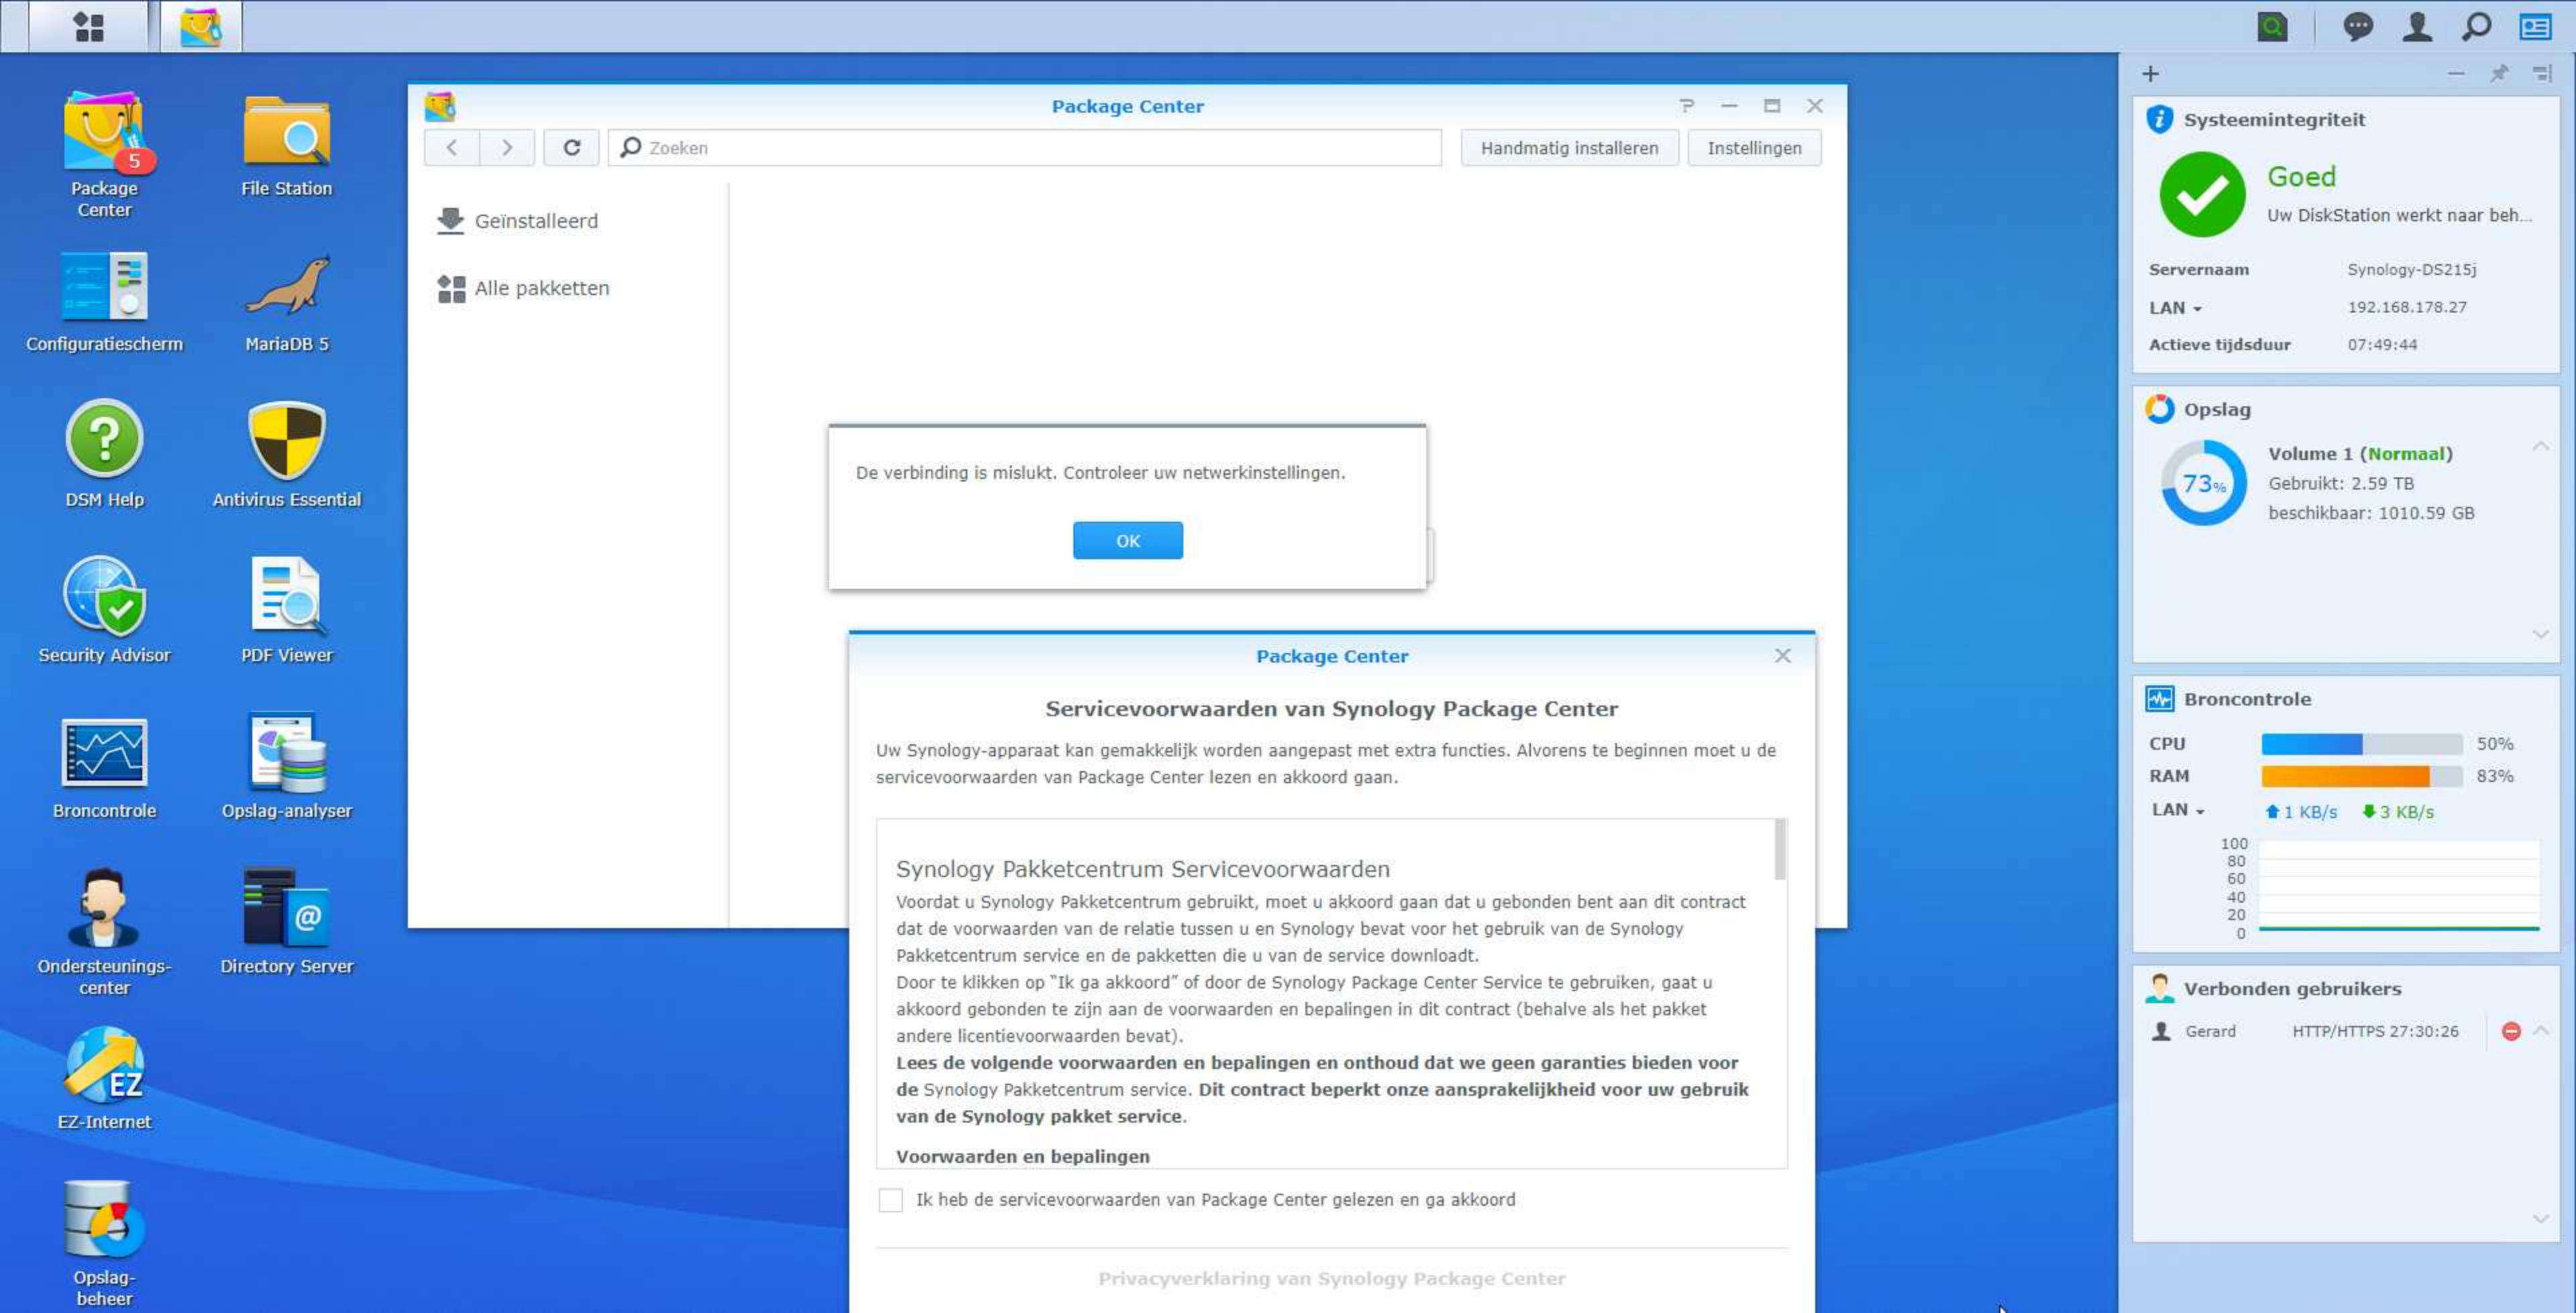 5
Package
Center
File Station
Configuratiescherm
MariaDB 5
DSM Help
Antivirus Essential
Security Advisor
PDF Viewer
Broncontrole
Opslag-analyser
Ondersteunings-
center
Directory Server
@
EZ
EZ-Internet
Opslag-
beheer
Package Center
Zoeken
Handmatig installeren
Instellingen
Geïnstalleerd
Alle pakketten
De verbinding is mislukt. Controleer uw netwerkinstellingen.
OK
Package Center
Servicevoorwaarden van Synology Package Center
Uw Synology-apparaat kan gemakkelijk worden aangepast met extra functies. Alvorens te beginnen moet u de
servicevoorwaarden van Package Center lezen en akkoord gaan.
Synology Pakketcentrum Servicevoorwaarden
Voordat u Synology Pakketcentrum gebruikt, moet u akkoord gaan dat u gebonden bent aan dit contract
dat de voorwaarden van de relatie tussen u en Synology bevat voor het gebruik van de Synology
Pakketcentrum service en de pakketten die u van de service downloadt.
Door te klikken op "Ik ga akkoord" of door de Synology Package Center Service te gebruiken, gaat u
akkoord gebonden te zijn aan de voorwaarden en bepalingen in dit contract (behalve als het pakket
andere licentievoorwaarden bevat).
Lees de volgende voorwaarden en bepalingen en onthoud dat we geen garanties bieden voor
de Synology Pakketcentrum service. Dit contract beperkt onze aansprakelijkheid voor uw gebruik
van de Synology pakket service.
Voorwaarden en bepalingen
Ik heb de servicevoorwaarden van Package Center gelezen en ga akkoord
Privacyverklaring van Synology Package Center
Systeemintegriteit
Goed
Uw DiskStation werkt naar beh...
Servernaam Synology-DS215j
LAN 192.168.178.27
Actieve tijdsduur 07:49:44
Opslag
73%
Volume 1 (Normaal)
Gebruikt: 2.59 TB
beschikbaar: 1010.59 GB
Broncontrole
CPU 50%
RAM 83%
LAN 1 KB/s 3 KB/s
100
80
60
40
20
0
Verbonden gebruikers
Gerard HTTP/HTTPS 27:30:26